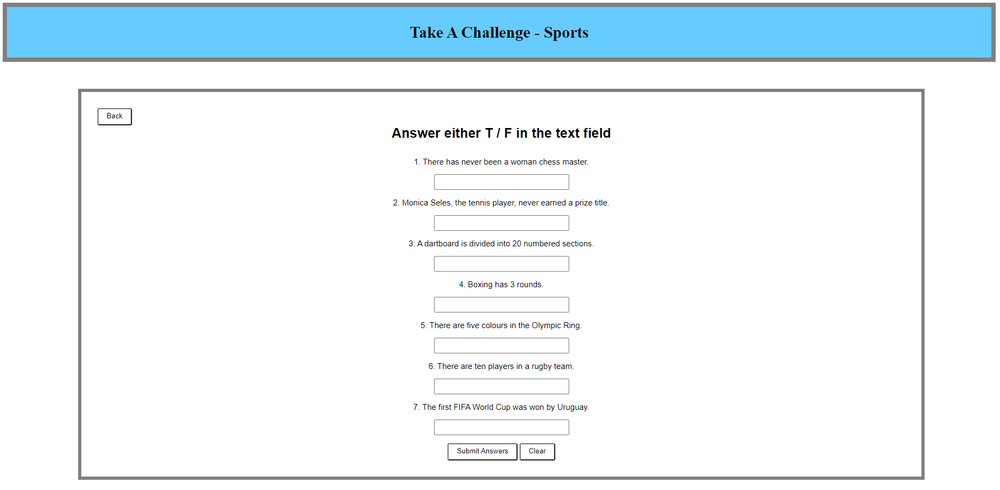 Take A Challenge - Sports
Back
Answer either T / F in the text field
1. There has never been a woman chess master.
2. Monica Seles, the tennis player, never earned a prize title.
3. A dartboard is divided into 20 numbered sections.
4. Boxing has 3 rounds.
5. There are five colours in the Olympic Ring.
6. There are ten players in a rugby team.
7. The first FIFA World Cup was won by Uruguay.
Submit Answers Clear